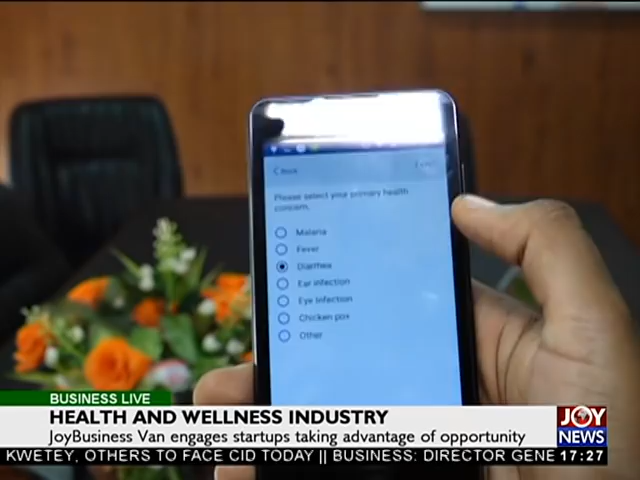 Back
Please select your primary health
concern.
Malaria
Fever
Diarrhea
Ear infection
Eye Infection
Chicken pox
Other
BUSINESS LIVE
HEALTH AND WELLNESS INDUSTRY
JoyBusiness Van engages startups taking advantage of opportunity
JOY
NEWS
KWETEY, OTHERS TO FACE CID TODAY || BUSINESS: DIRECTOR GENE 17:27